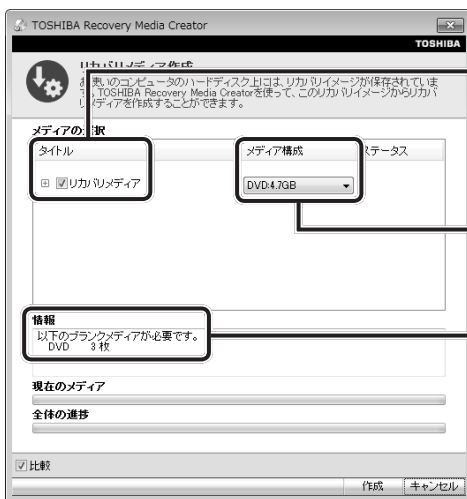 TOSHIBA Recovery Media Creator
TOSHIBA
リカバリメディア作成
お使いのコンピュータのハードディスク上には、リカバリイメージが保存されていま
す。TOSHIBA Recovery Media Creatorを使って、このリカバリイメージからリカバ
リメディアを作成することができます。
メディアの選択
タイトル メディア構成 ステータス
リカバリメディア DVD:4.7GB
情報
以下のブランクメディアが必要です。
DVD 3 枚
現在のメディア
全体の進捗
比較
作成 キャンセル